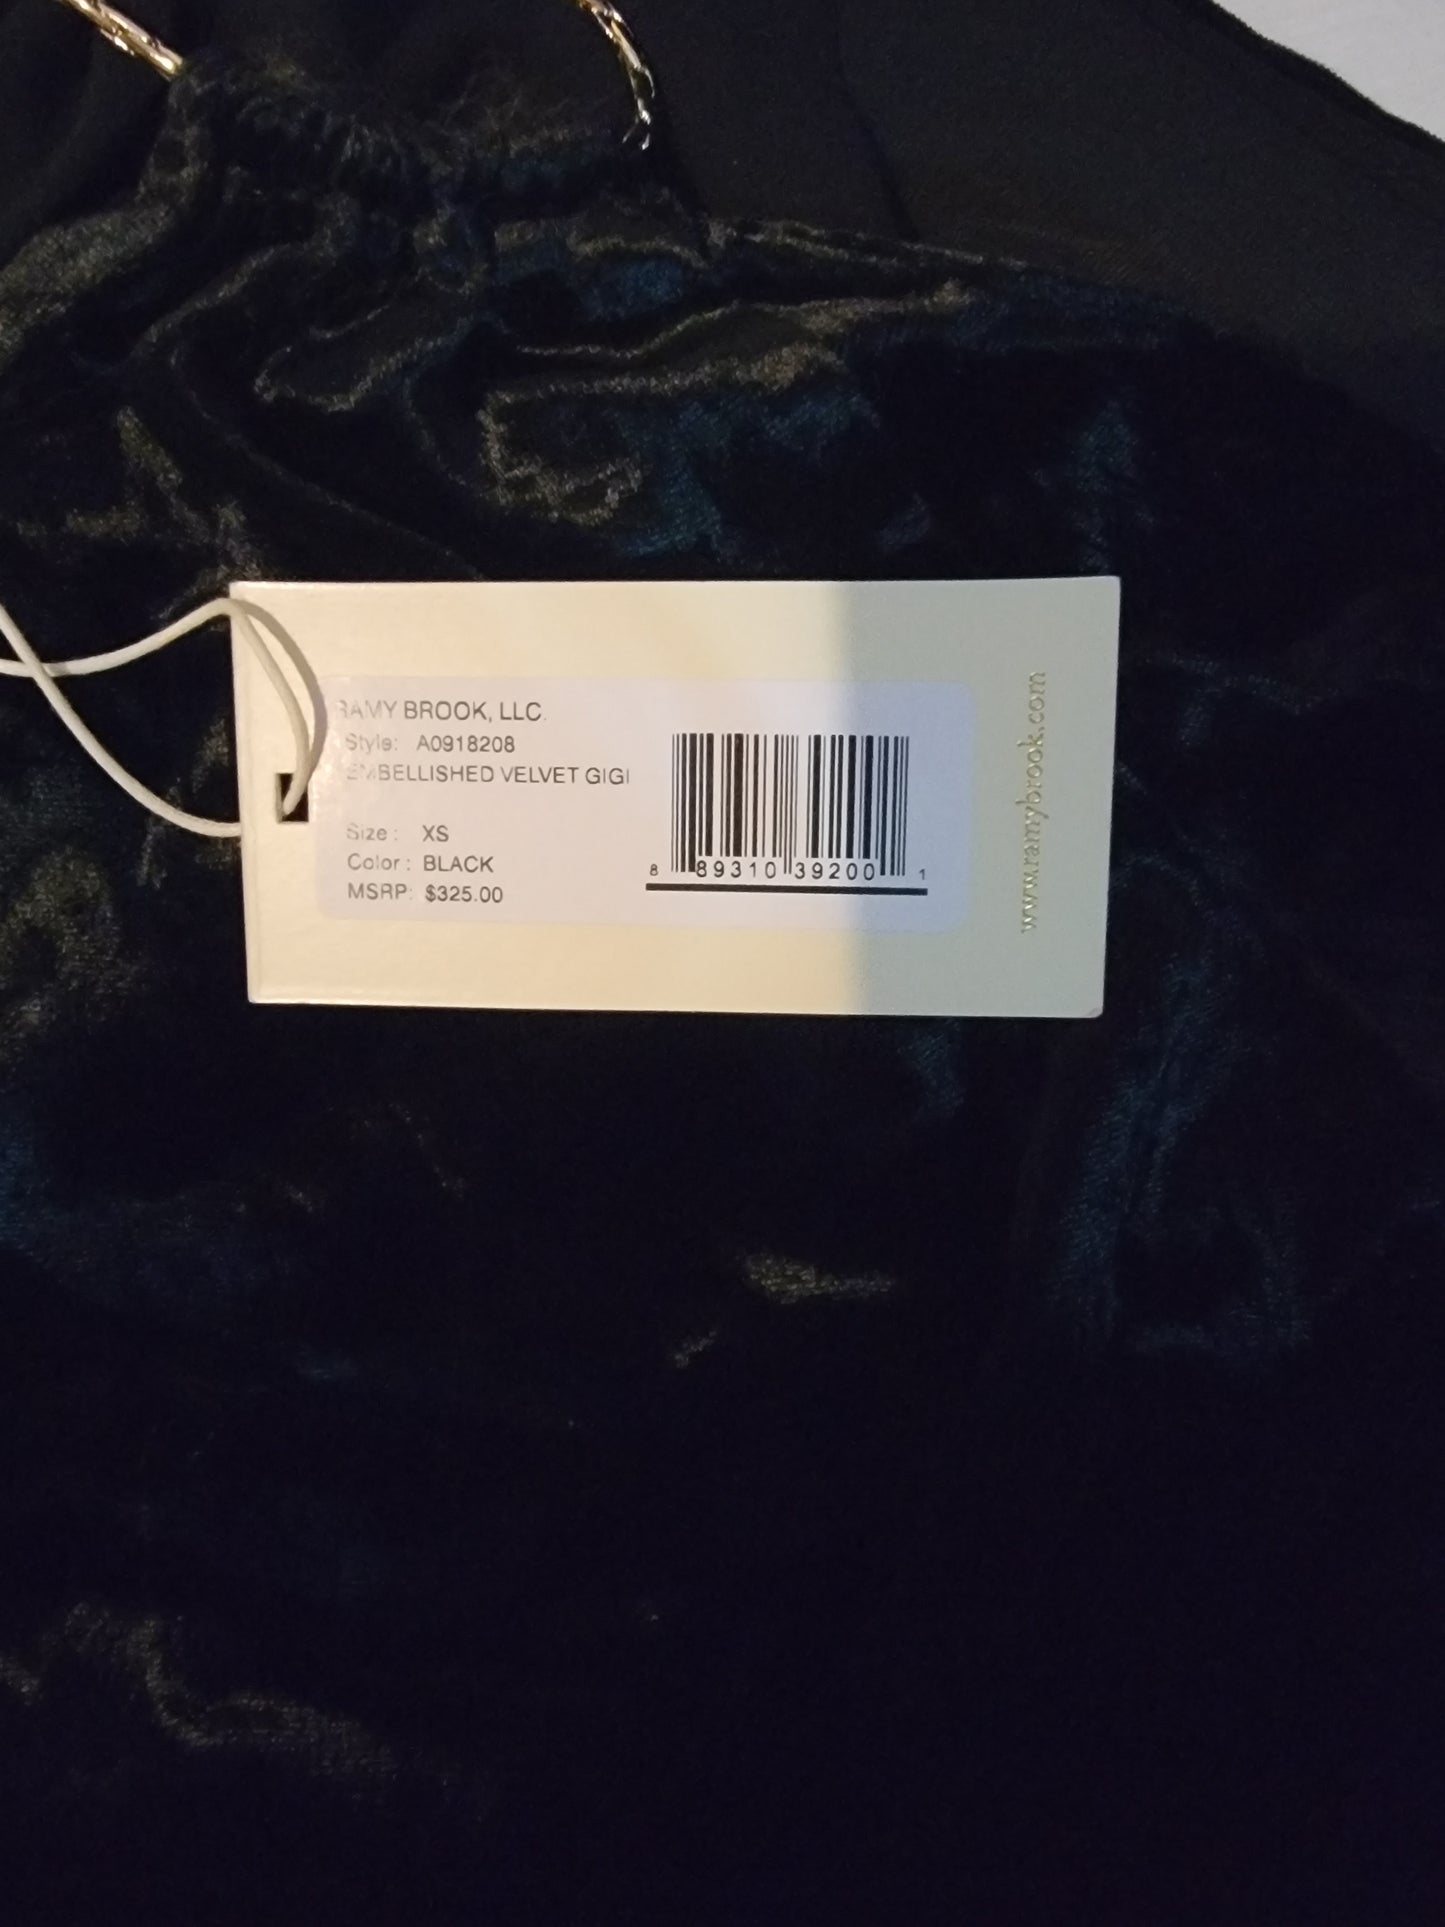 RAMY BROOK, LLC.
Style: A0918208
EMBELLISHED VELVET GIGI
Size : XS
Color : BLACK
MSRP: $325.00
8 89310 39200 1
www.ramybrook.com